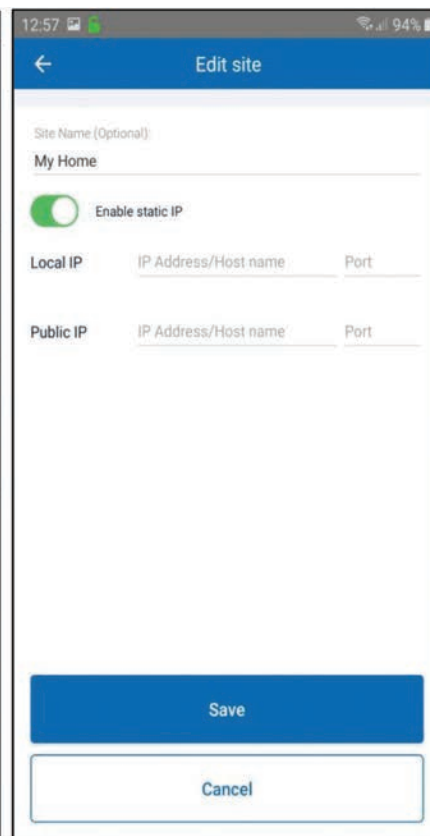 12:57 94%
Edit site
Site Name (Optional)
My Home
Enable static IP
Local IP IP Address/Host name Port
Public IP IP Address/Host name Port
Save
Cancel